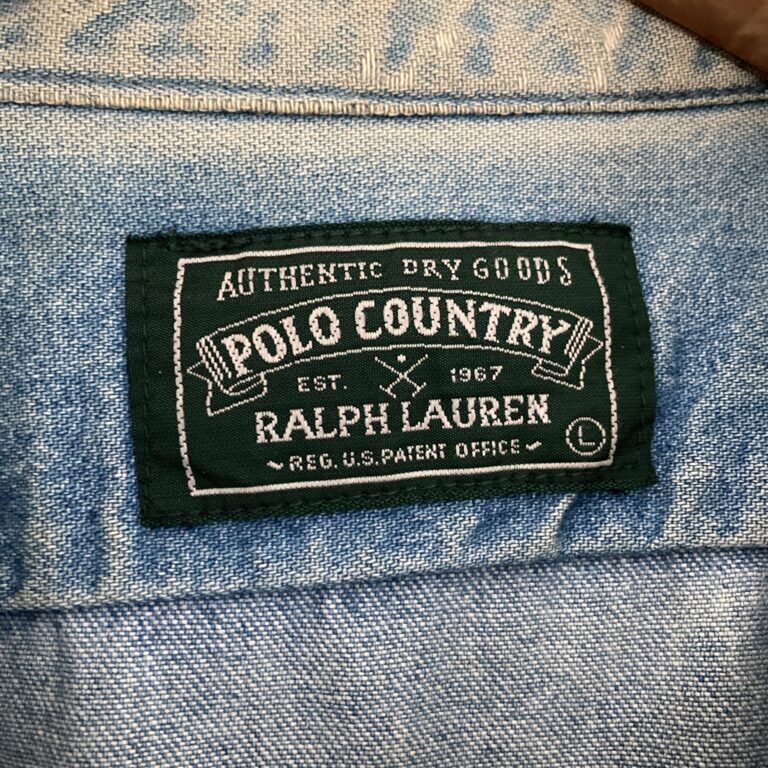 AUTHENTIC DRY GOODS
POLO COUNTRY
EST. 1967
RALPH LAUREN
L
REG. U.S. PATENT OFFICE